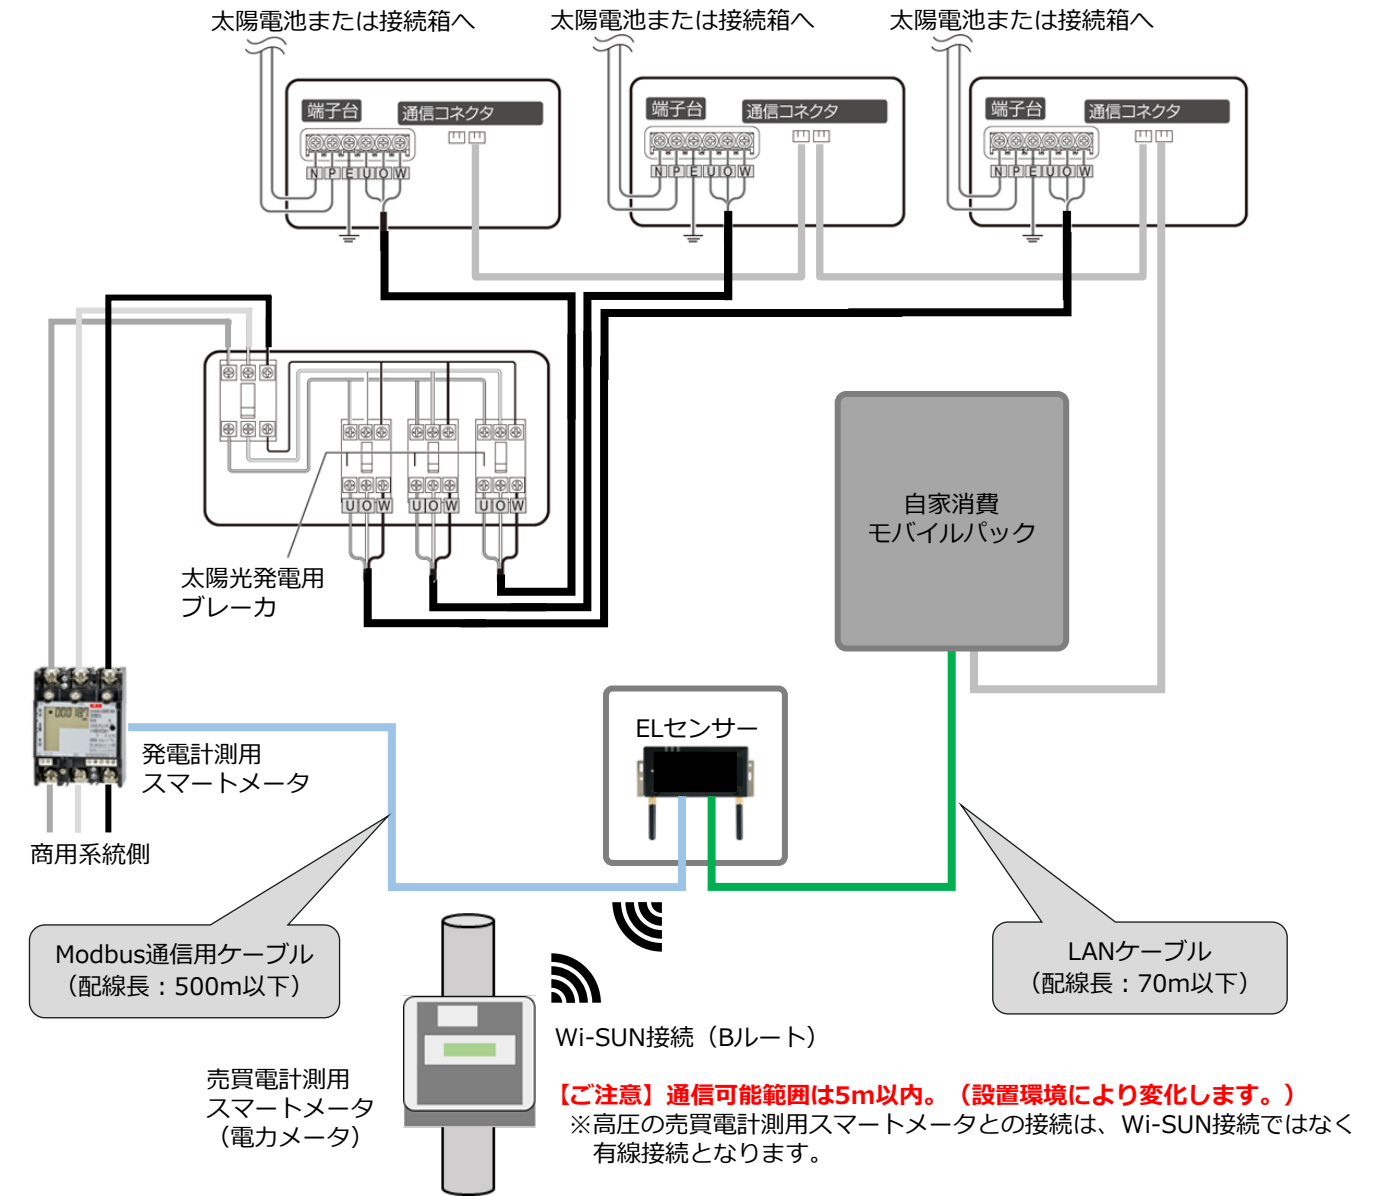 太陽電池または接続箱へ
太陽電池または接続箱へ
太陽電池または接続箱へ
端子台
通信コネクタ
N P E U O W
端子台
通信コネクタ
N P E U O W
端子台
通信コネクタ
N P E U O W
U O W
U O W
U O W
太陽光発電用
ブレーカ
自家消費
モバイルパック
ELセンサー
発電計測用
スマートメータ
商用系統側
Modbus通信用ケーブル
（配線長：500m以下）
LANケーブル
（配線長：70m以下）
Wi-SUN接続（Bルート）
売買電計測用
スマートメータ
（電力メータ）
【ご注意】通信可能範囲は5m以内。（設置環境により変化します。）
※高圧の売買電計測用スマートメータとの接続は、Wi-SUN接続ではなく
有線接続となります。